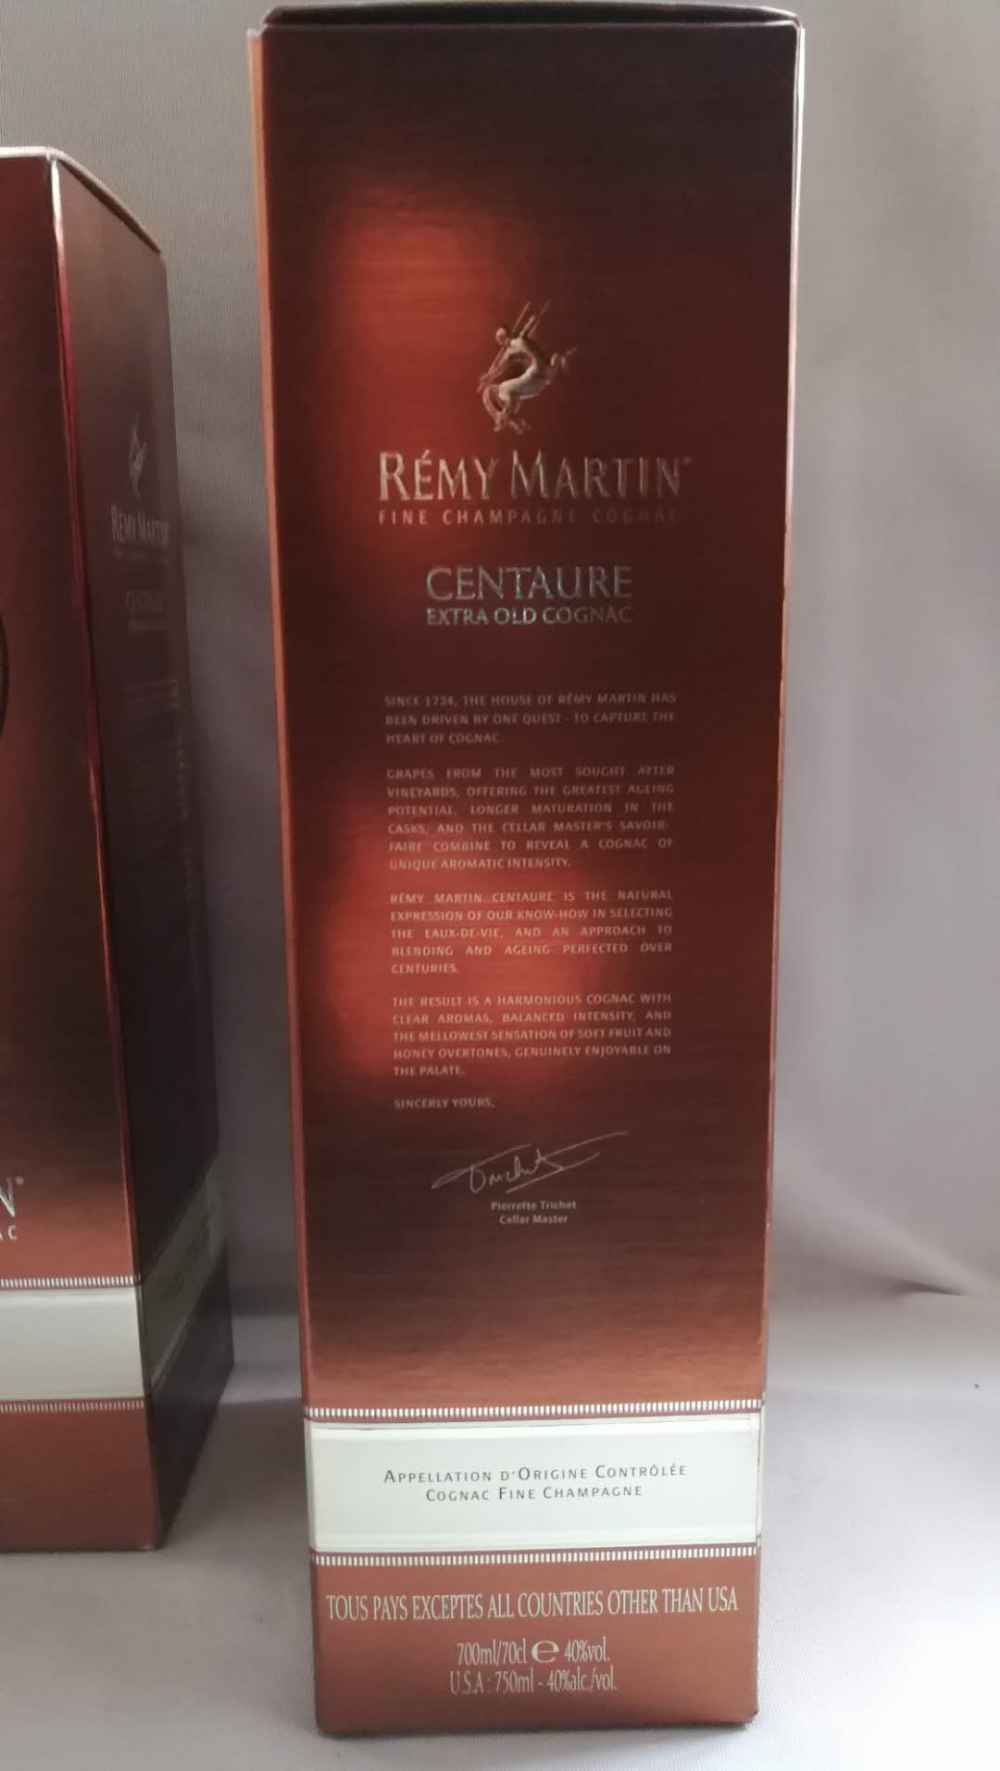 RÉMY MARTIN®
FINE CHAMPAGNE COGNAC
CENTAURE
EXTRA OLD COGNAC
SINCE 1724, THE HOUSE OF RÉMY MARTIN HAS
BEEN DRIVEN BY ONE QUEST - TO CAPTURE THE
HEART OF COGNAC.
GRAPES FROM THE MOST SOUGHT AFTER
VINEYARDS, OFFERING THE GREATEST AGEING
POTENTIAL, LONGER MATURATION IN THE
CASKS, AND THE CELLAR MASTER'S SAVOIR-
FAIRE COMBINE TO REVEAL A COGNAC OF
UNIQUE AROMATIC INTENSITY.
RÉMY MARTIN CENTAURE IS THE NATURAL
EXPRESSION OF OUR KNOW-HOW IN SELECTING
THE EAUX-DE-VIE, AND AN APPROACH TO
BLENDING AND AGEING PERFECTED OVER
CENTURIES.
THE RESULT IS A HARMONIOUS COGNAC WITH
CLEAR AROMAS, BALANCED INTENSITY, AND
THE MELLOWEST SENSATION OF SOFT FRUIT AND
HONEY OVERTONES, GENUINELY ENJOYABLE ON
THE PALATE.
SINCERLY YOURS,
Trichet
Pierrette Trichet
Cellar Master
APPELLATION D'ORIGINE CONTRÔLÉE
COGNAC FINE CHAMPAGNE
TOUS PAYS EXCEPTES ALL COUNTRIES OTHER THAN USA
700ml/70cl e 40%vol.
U.S.A : 750ml - 40%alc./vol.
RÉMY MARTIN
N®
AC